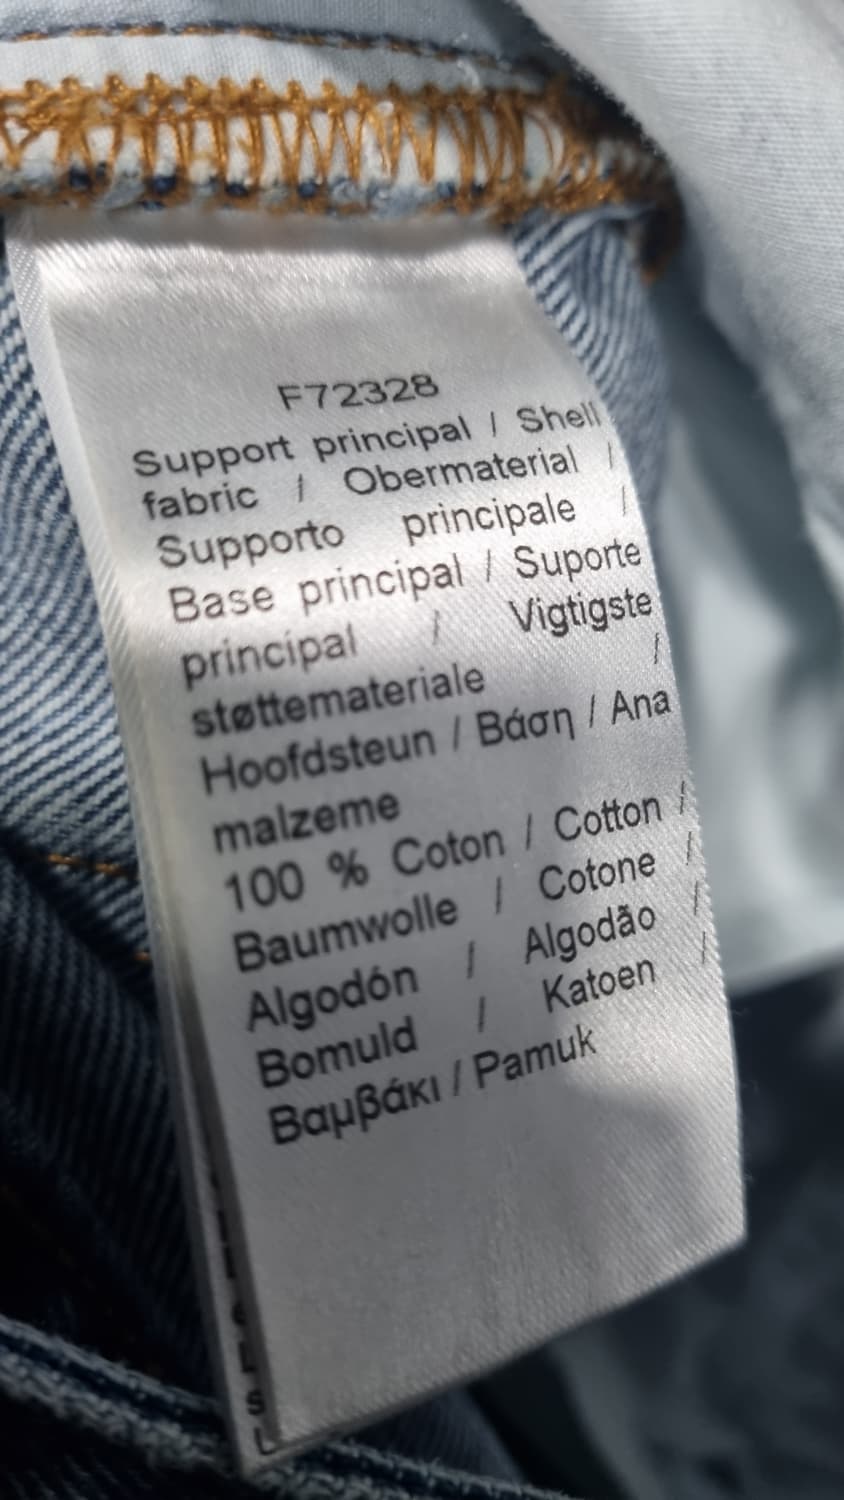 F72328
Support principal / Shell
fabric / Obermaterial /
Supporto principale /
Base principal / Suporte
principal / Vigtigste
støttemateriale /
Hoofdsteun / Βάση / Ana
malzeme
100 % Coton / Cotton /
Baumwolle / Cotone /
Algodón / Algodão /
Bomuld / Katoen /
Βαμβάκι / Pamuk